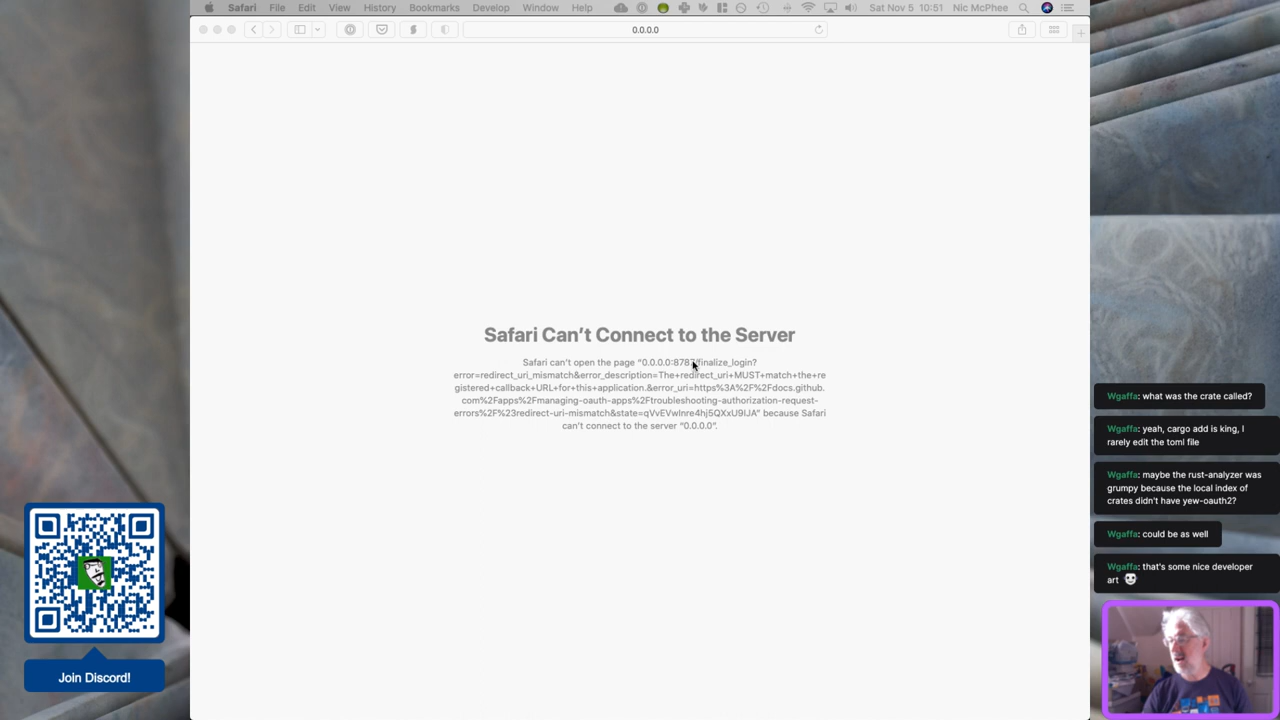 Safari File Edit View History Bookmarks Develop Window Help Sat Nov 5 10:51 Nic McPhee
0.0.0.0
Safari Can't Connect to the Server
Safari can't open the page "0.0.0.0:8787/finalize_login?
error=redirect_uri_mismatch&error_description=The+redirect_uri+MUST+match+the+re
gistered+callback+URL+for+this+application.&error_uri=https%3A%2F%2Fdocs.github.
com%2Fapps%2Fmanaging-oauth-apps%2Ftroubleshooting-authorization-request-
errors%2F%23redirect-uri-mismatch&state=qVvEVwInre4hj5QXxU9IJA" because Safari
can't connect to the server "0.0.0.0".
Wgaffa: what was the crate called?
Wgaffa: yeah, cargo add is king, I
rarely edit the toml file
Wgaffa: maybe the rust-analyzer was
grumpy because the local index of
crates didn't have yew-oauth2?
Wgaffa: could be as well
Wgaffa: that's some nice developer
art
Join Discord!